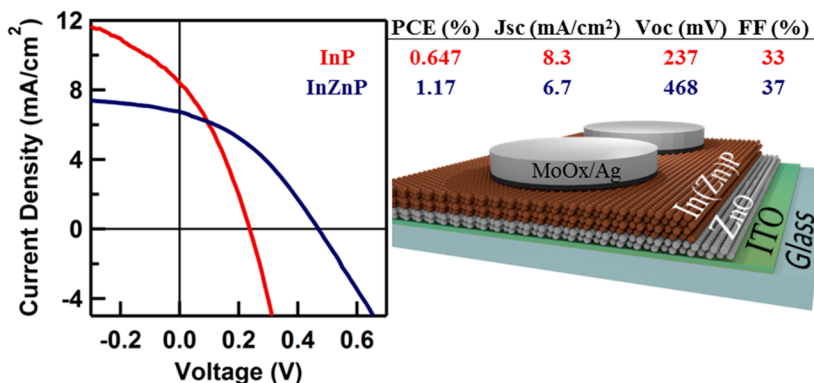 PCE (%) Jsc (mA/cm²) Voc (mV) FF (%)
InP 0.647 8.3 237 33
InZnP 1.17 6.7 468 37
12
8
4
0
-4
Current Density (mA/cm²)
-0.2 0.0 0.2 0.4 0.6
Voltage (V)
MoOx/Ag
In(Zn)P
ZnO
ITO
Glass